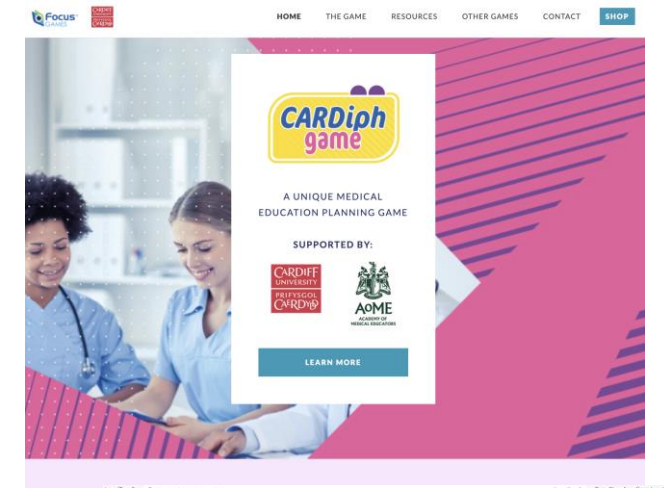 Focus
GAMES
HOME
THE GAME
RESOURCES
OTHER GAMES
CONTACT
SHOP
CARDiph
game
A UNIQUE MEDICAL
EDUCATION PLANNING GAME
SUPPORTED BY:
CARDIFF
UNIVERSITY
PRIFYSGOL
CAERDYDD
AoME
ACADEMY OF
MEDICAL EDUCATORS
LEARN MORE